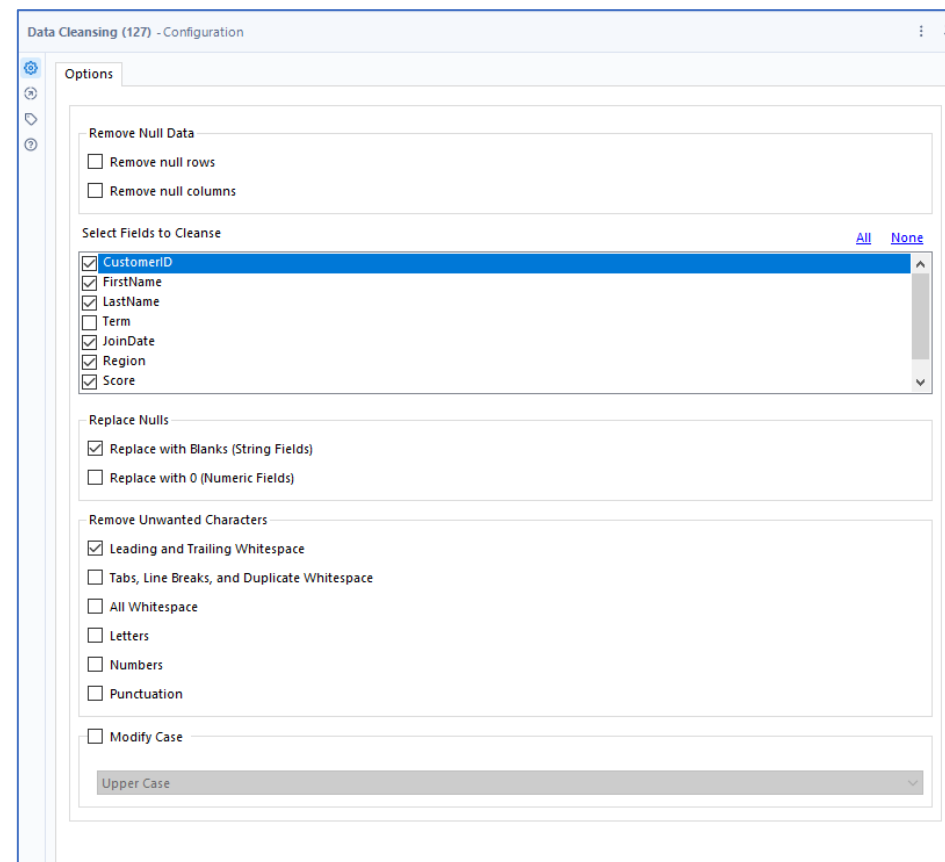 Data Cleansing (127) - Configuration
Options
Remove Null Data
Remove null rows
Remove null columns
Select Fields to Cleanse
All None
CustomerID
FirstName
LastName
Term
JoinDate
Region
Score
Replace Nulls
Replace with Blanks (String Fields)
Replace with 0 (Numeric Fields)
Remove Unwanted Characters
Leading and Trailing Whitespace
Tabs, Line Breaks, and Duplicate Whitespace
All Whitespace
Letters
Numbers
Punctuation
Modify Case
Upper Case